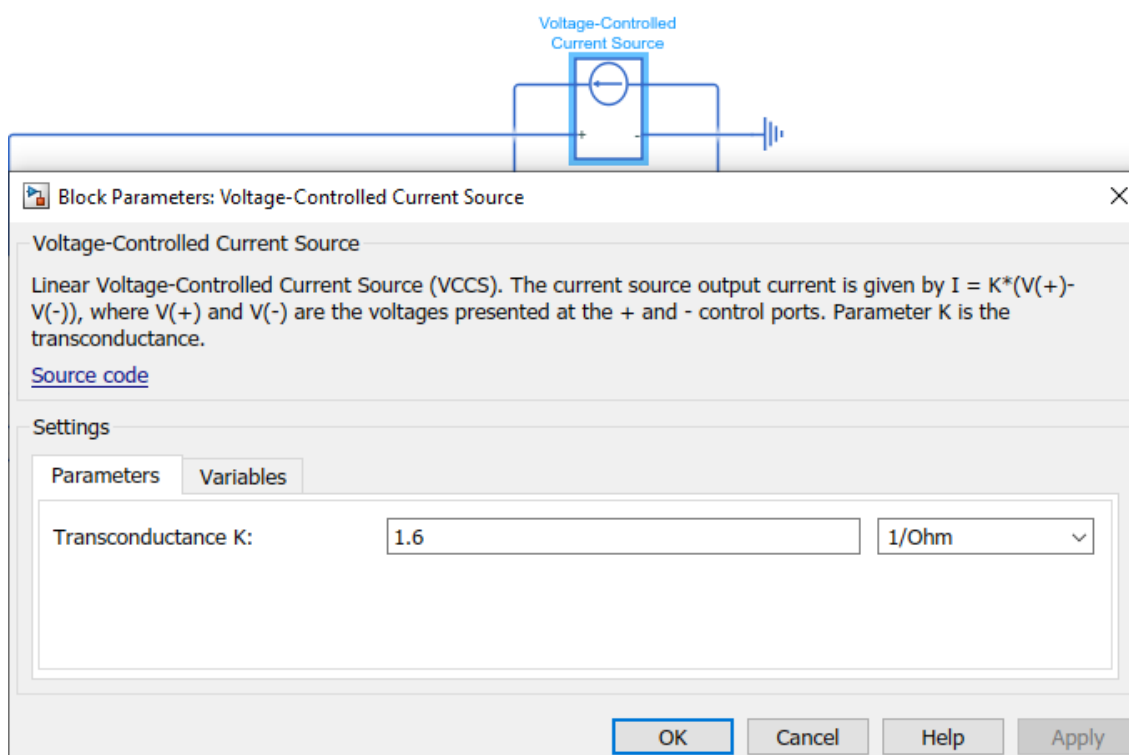 Voltage-Controlled
Current Source
+
-
Block Parameters: Voltage-Controlled Current Source
Voltage-Controlled Current Source
Linear Voltage-Controlled Current Source (VCCS). The current source output current is given by I = K*(V(+)-
V(-)), where V(+) and V(-) are the voltages presented at the + and - control ports. Parameter K is the
transconductance.
Source code
Settings
Parameters
Variables
Transconductance K:
1.6
1/Ohm
OK
Cancel
Help
Apply